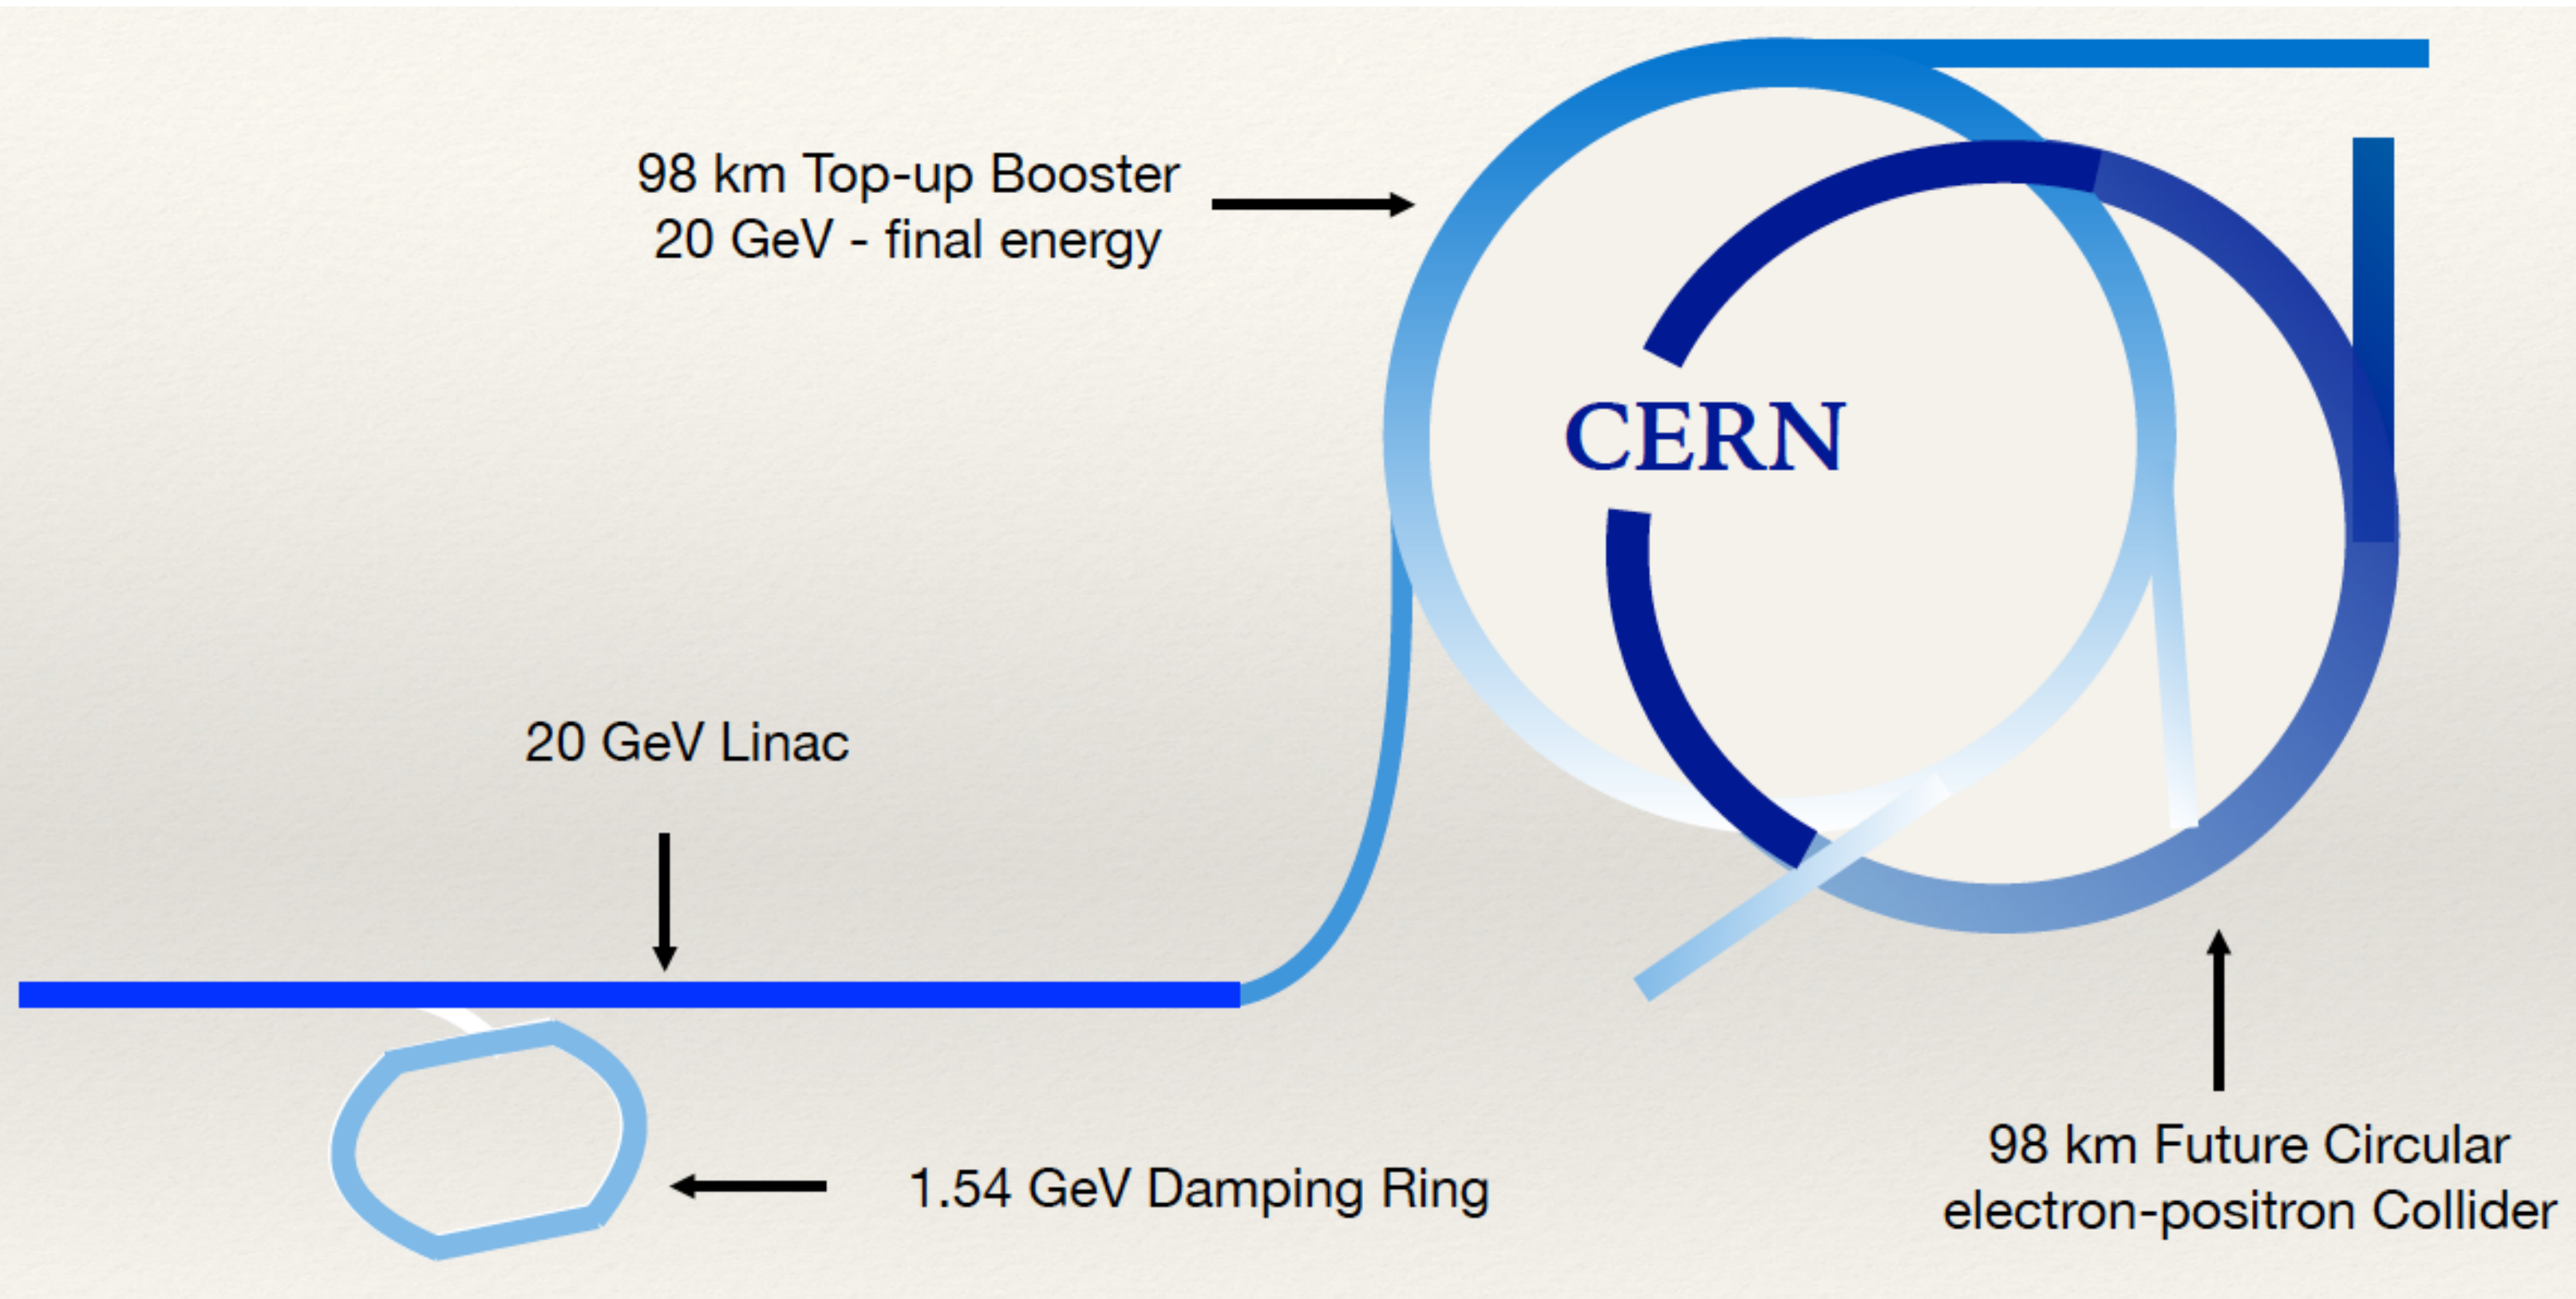 98 km Top-up Booster
20 GeV - final energy
CERN
20 GeV Linac
1.54 GeV Damping Ring
98 km Future Circular
electron-positron Collider